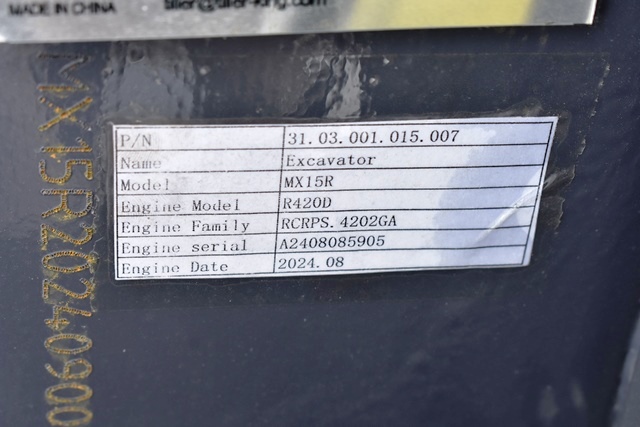 MADE IN CHINA
P/N 31.03.001.015.007
Name Excavator
Model MX15R
Engine Model R420D
Engine Family RCRPS.4202GA
Engine serial A2408085905
Engine Date 2024.08
MX15R20240900